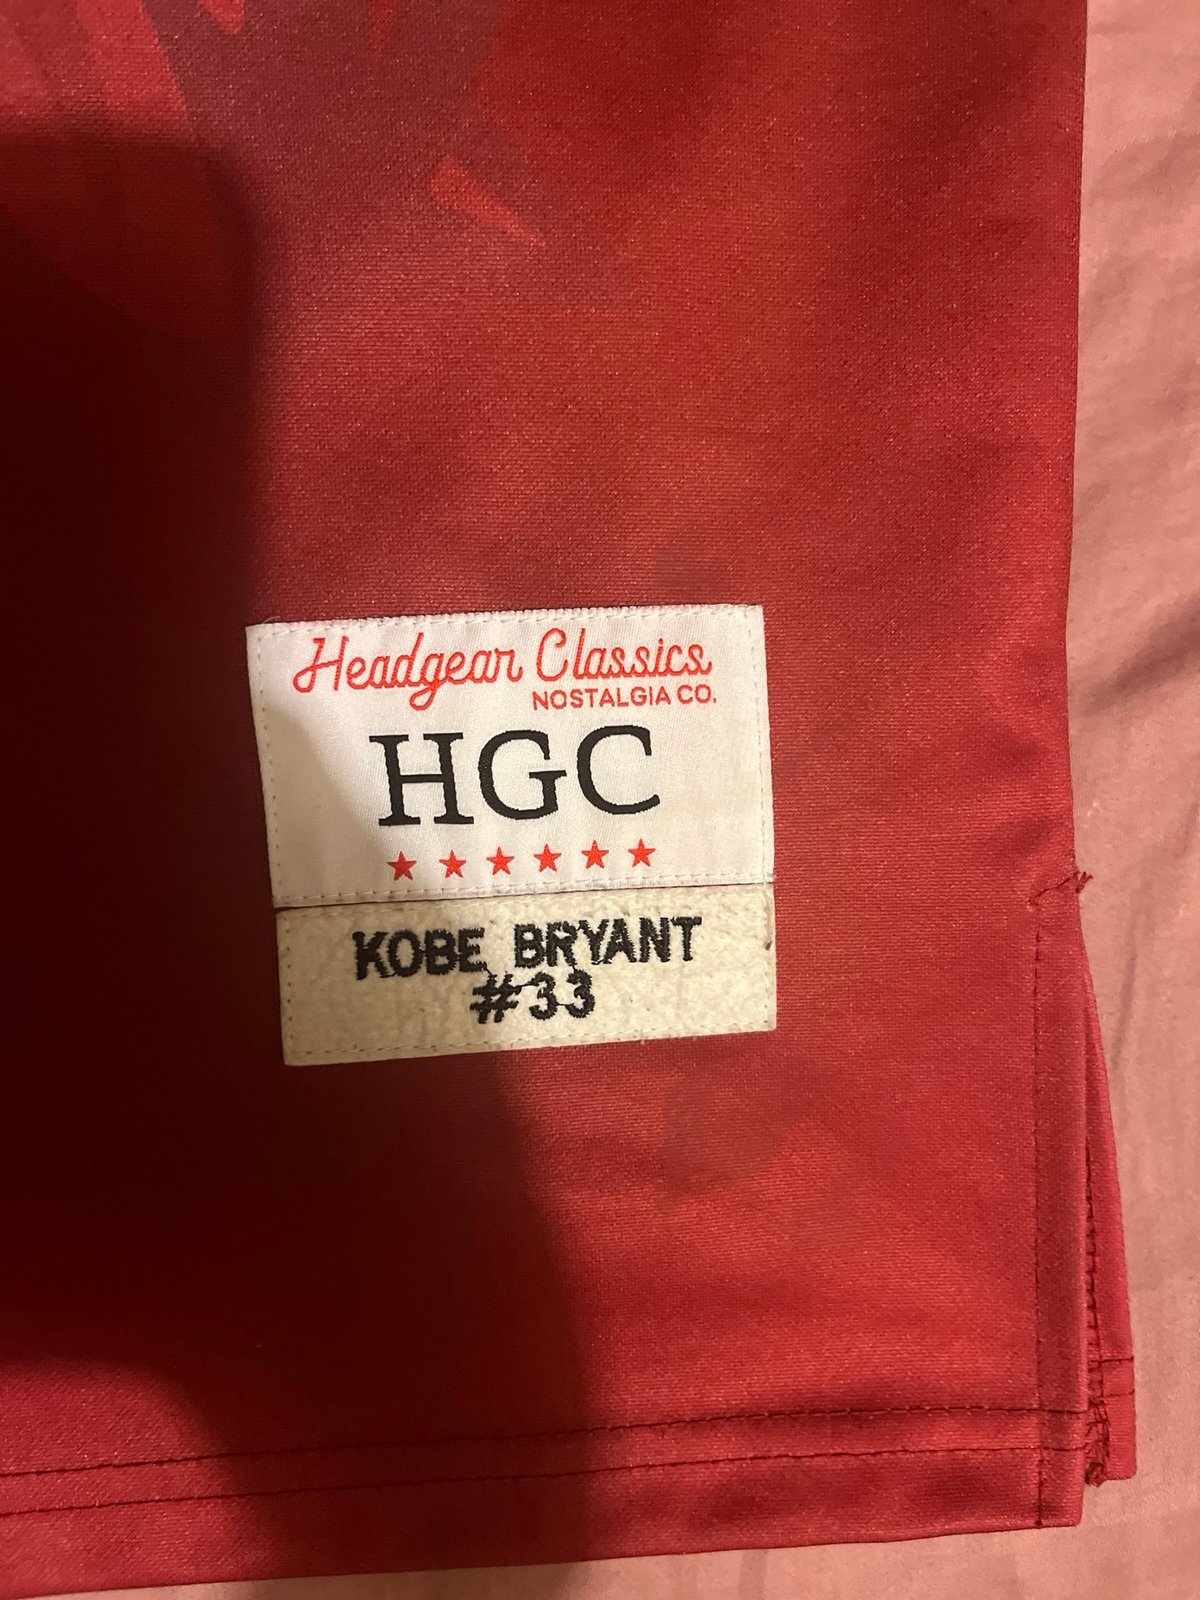 Headgear Classics
NOSTALGIA CO.
HGC
KOBE BRYANT
#33